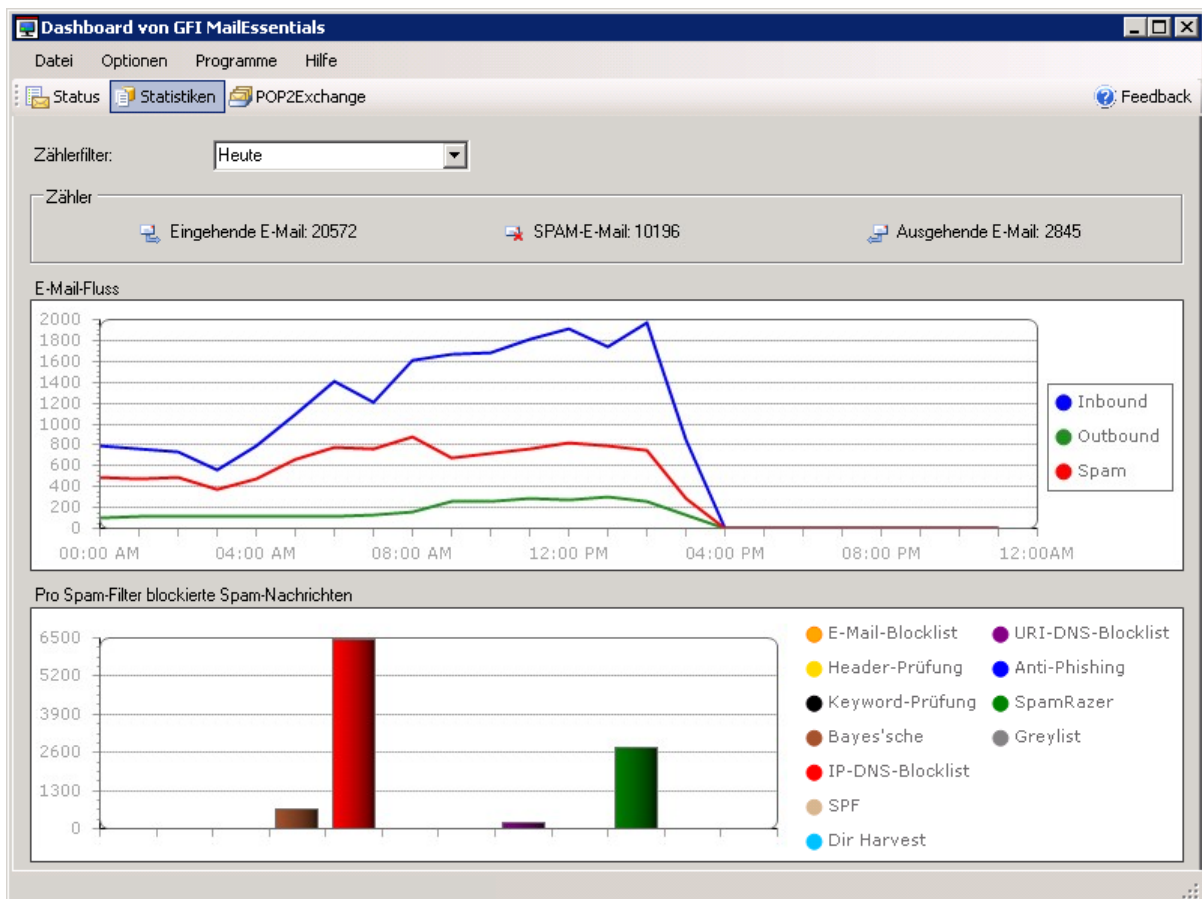 Dashboard von GFI MailEssentials
Datei Optionen Programme Hilfe
Status Statistiken POP2Exchange Feedback
Zählerfilter: Heute
Zähler
Eingehende E-Mail: 20572 SPAM-E-Mail: 10196 Ausgehende E-Mail: 2845
E-Mail-Fluss
2000
1800
1600
1400
1200
1000
800
600
400
200
0
00:00 AM 04:00 AM 08:00 AM 12:00 PM 04:00 PM 08:00 PM 12:00AM
Inbound
Outbound
Spam
Pro Spam-Filter blockierte Spam-Nachrichten
6500
5200
3900
2600
1300
0
E-Mail-Blocklist URI-DNS-Blocklist
Header-Prüfung Anti-Phishing
Keyword-Prüfung SpamRazer
Bayes'sche Greylist
IP-DNS-Blocklist
SPF
Dir Harvest